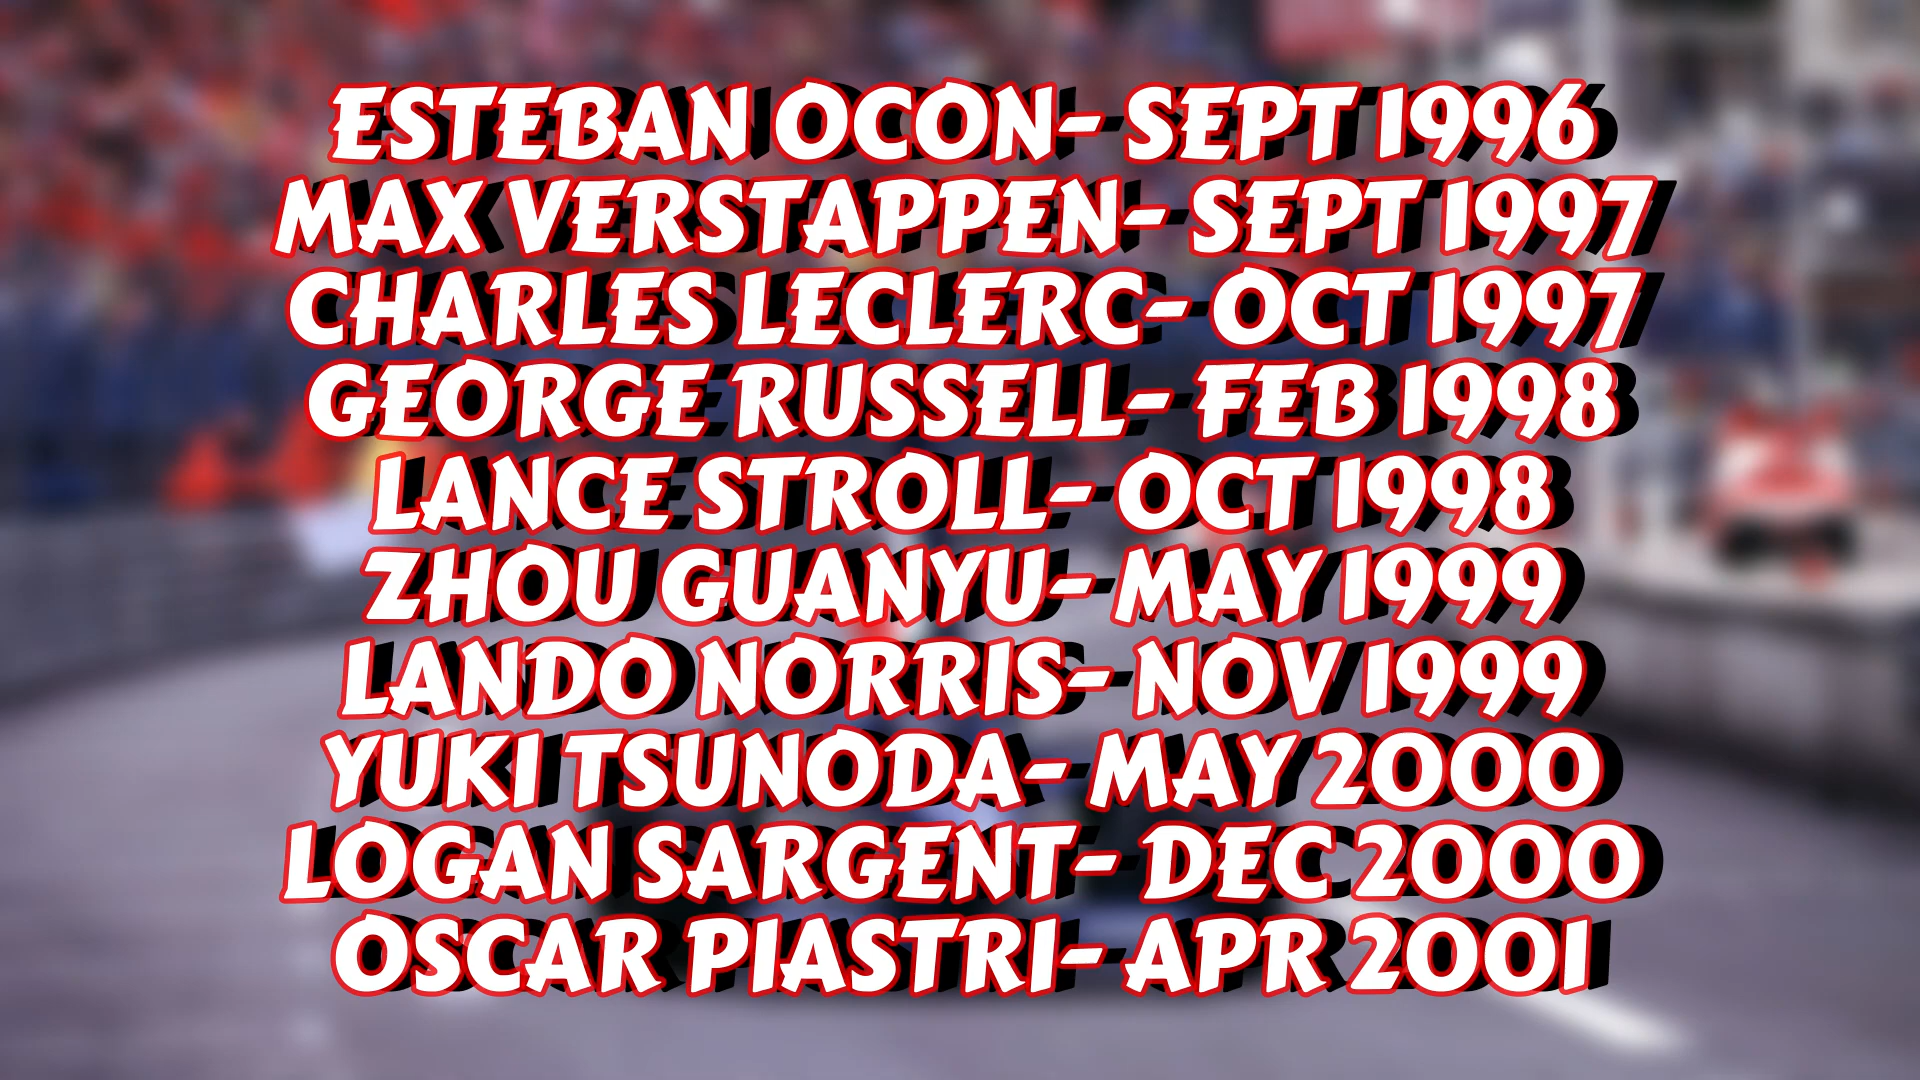 ESTEBAN OCON- SEPT 1996
MAX VERSTAPPEN- SEPT 1997
CHARLES LECLERC- OCT 1997
GEORGE RUSSELL- FEB 1998
LANCE STROLL- OCT 1998
ZHOU GUANYU- MAY 1999
LANDO NORRIS- NOV 1999
YUKI TSUNODA- MAY 2000
LOGAN SARGENT- DEC 2000
OSCAR PIASTRI- APR 2001